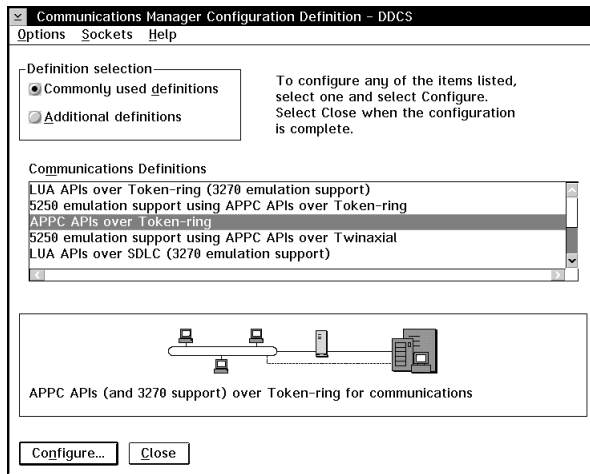 Communications Manager Configuration Definition - DDCS
Options Sockets Help
Definition selection
Commonly used definitions
Additional definitions
To configure any of the items listed,
select one and select Configure.
Select Close when the configuration
is complete.
Communications Definitions
LUA APIs over Token-ring (3270 emulation support)
5250 emulation support using APPC APIs over Token-ring
APPC APIs over Token-ring
5250 emulation support using APPC APIs over Twinaxial
LUA APIs over SDLC (3270 emulation support)
APPC APIs (and 3270 support) over Token-ring for communications
Configure... Close